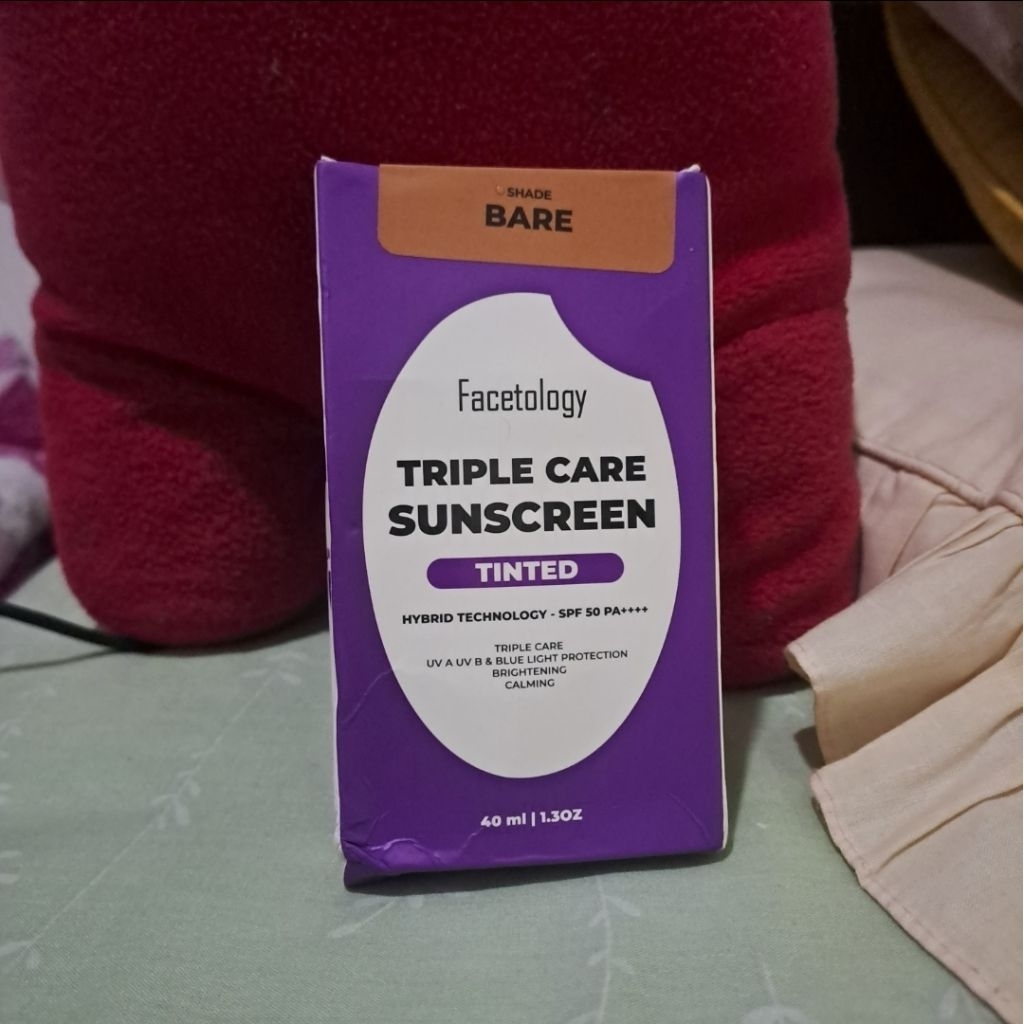 SHADE
BARE
Facetology
TRIPLE CARE
SUNSCREEN
TINTED
HYBRID TECHNOLOGY - SPF 50 PA++++
TRIPLE CARE
UV A UV B & BLUE LIGHT PROTECTION
BRIGHTENING
CALMING
40 ml | 1.3OZ